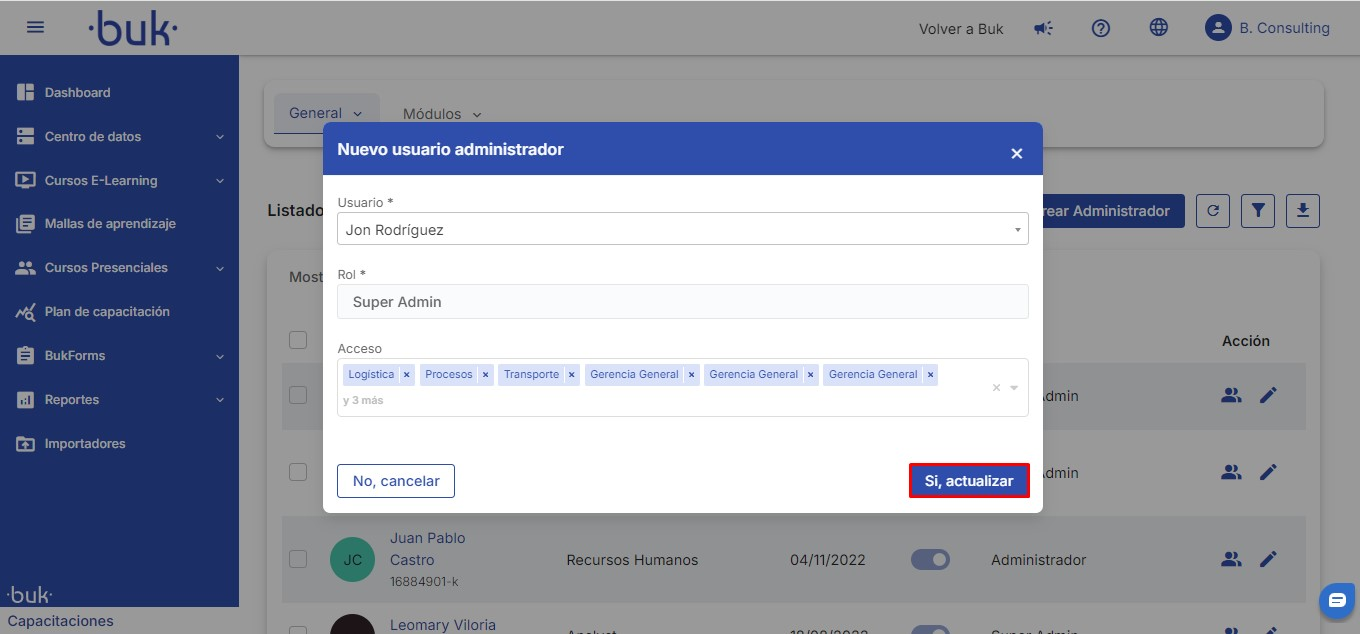 ·buk·
Volver a Buk
B. Consulting
Dashboard
Centro de datos
Cursos E-Learning
Mallas de aprendizaje
Cursos Presenciales
Plan de capacitación
BukForms
Reportes
Importadores
·buk·
Capacitaciones
General
Módulos
Nuevo usuario administrador
×
Usuario *
Jon Rodríguez
Rol *
Super Admin
Acceso
Logística × Procesos × Transporte × Gerencia General × Gerencia General × Gerencia General ×
y 3 más
No, cancelar
Si, actualizar
Listado
rear Administrador
Most
Acción
dmin
dmin
JC
Juan Pablo
Castro
16884901-k
Recursos Humanos
04/11/2022
Administrador
Leomary Viloria
Analyst
Super Admin